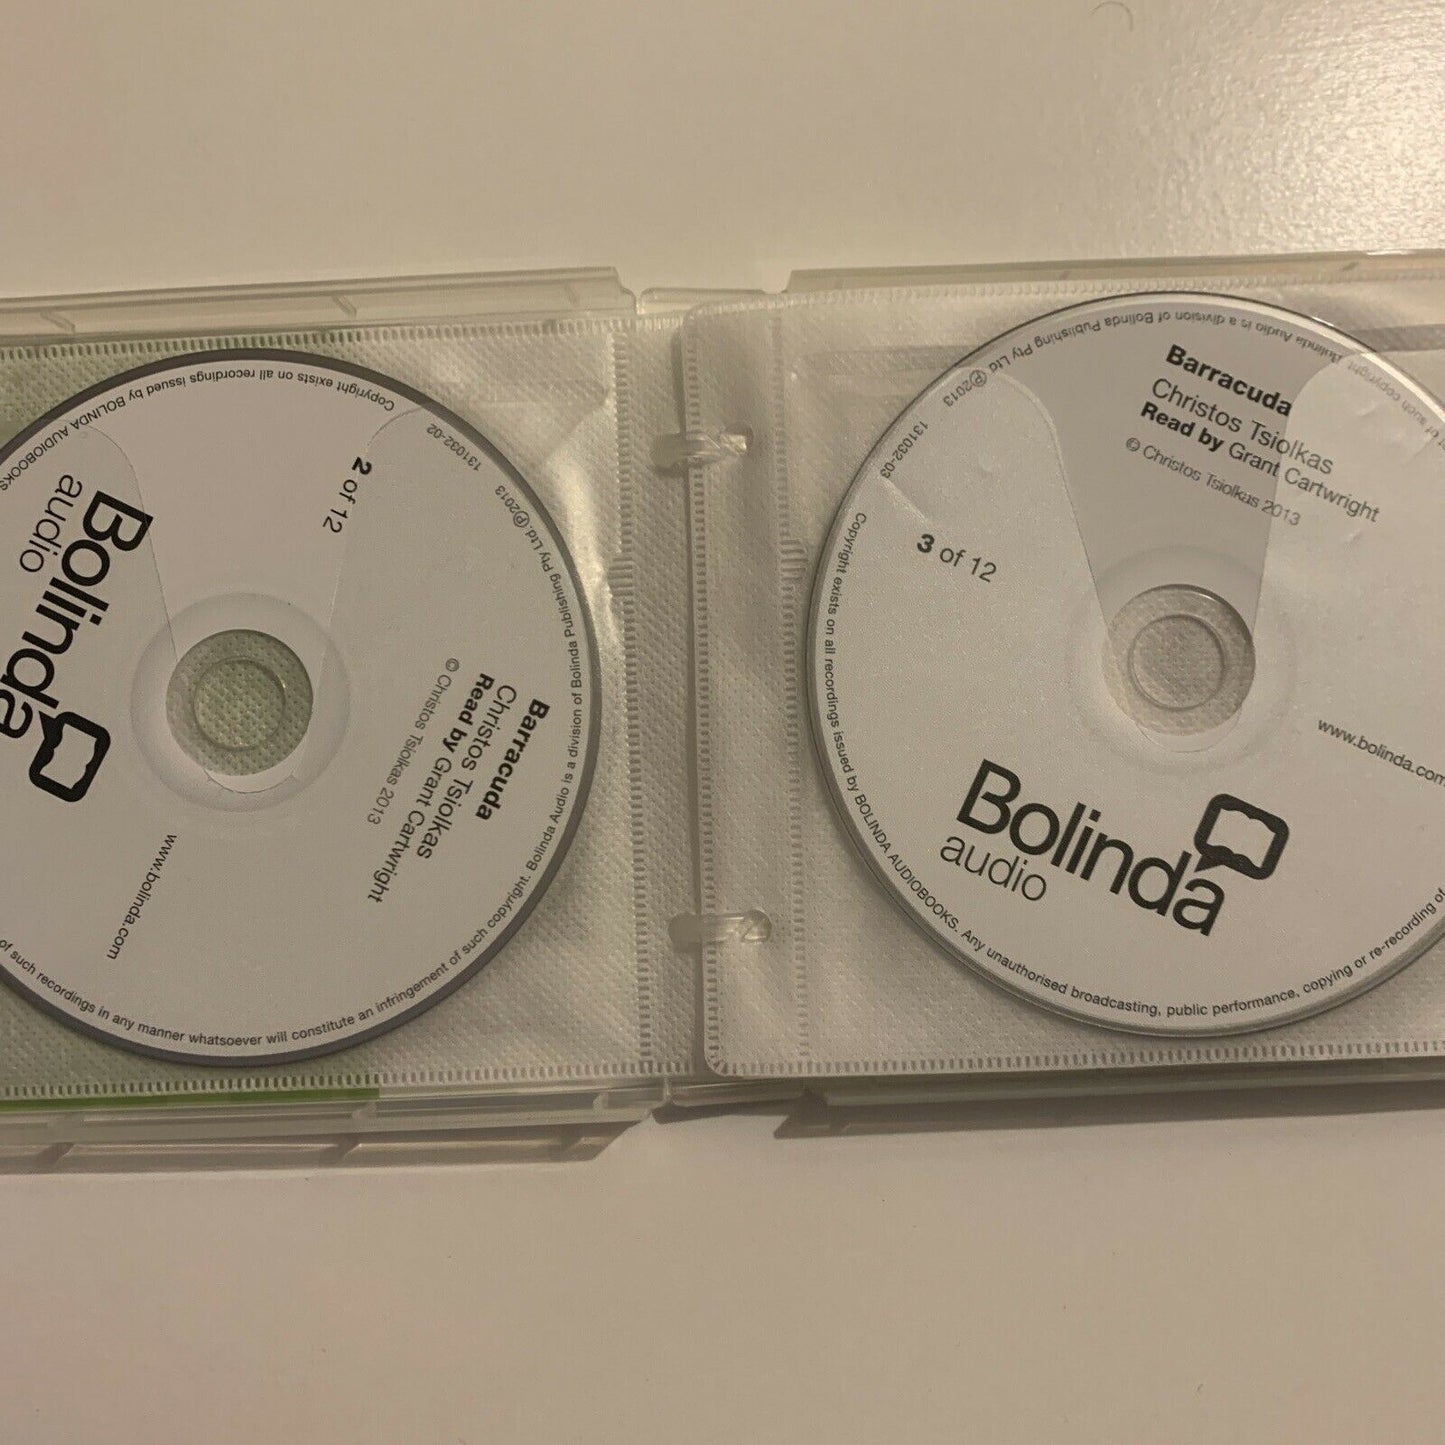 Copyright exists on all recordings issued by BOLINDA AUDIOBOOKS
of such recordings in any manner whatsoever will constitute an infringement of such copyright. Bolinda Audio is a division of Bolinda Publishing Pty Ltd. ℗2013
131032-02
2 of 12
Bolinda
audio
Barracuda
Christos Tsiolkas
Read by Grant Cartwright
© Christos Tsiolkas 2013
www.bolinda.com
Barracuda
Christos Tsiolkas
Read by Grant Cartwright
© Christos Tsiolkas 2013
131032-03
3 of 12
www.bolinda.com
Bolinda
audio
Copyright exists on all recordings issued by BOLINDA AUDIOBOOKS. Any unauthorised broadcasting, public performance, copying or re-recording of
of such copyright. Bolinda Audio is a division of Bolinda Publishing Pty Ltd ℗2013